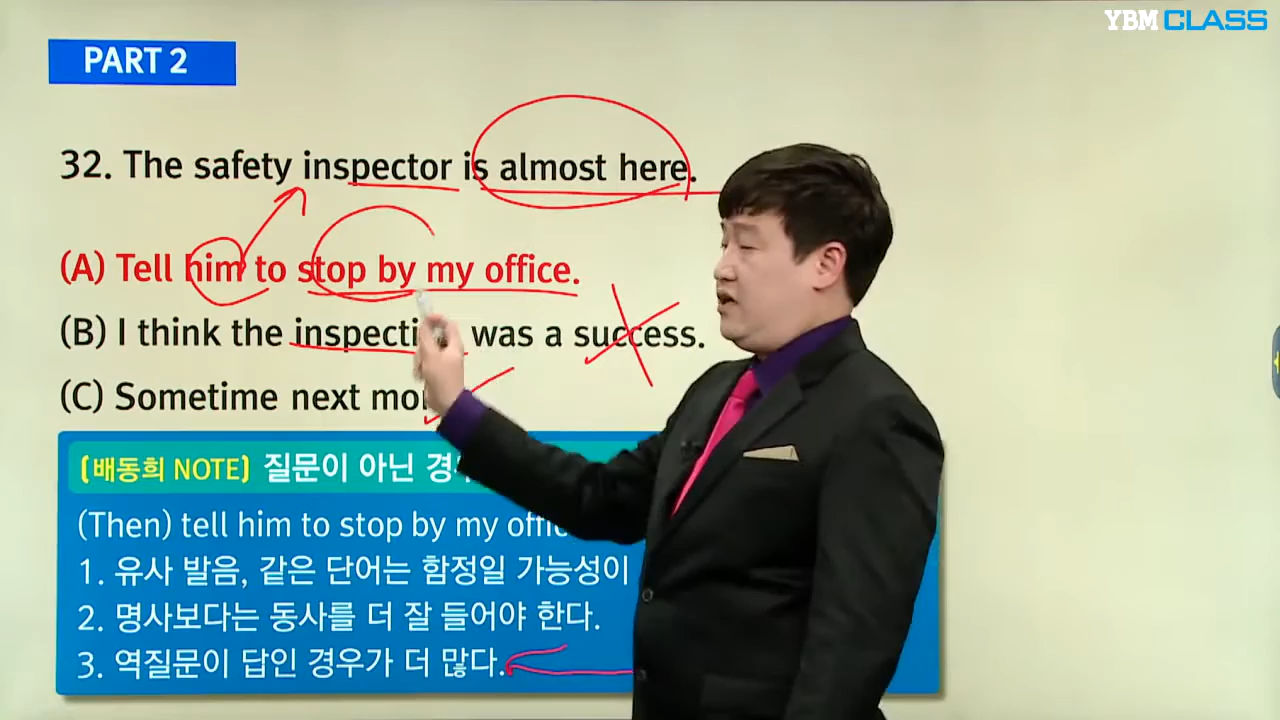 YBM CLASS
PART 2
32. The safety inspector is almost here.
(A) Tell him to stop by my office.
(B) I think the was a success.
(C) Sometime next
[배동희 NOTE] 질문이 아닌
(Then) tell him to stop by my
1. 유사 발음, 같은 단어는 함정일 가능성이
2. 명사보다는 동사를 더 잘 들어야 한다.
3. 역질문이 답인 경우가 더 많다.